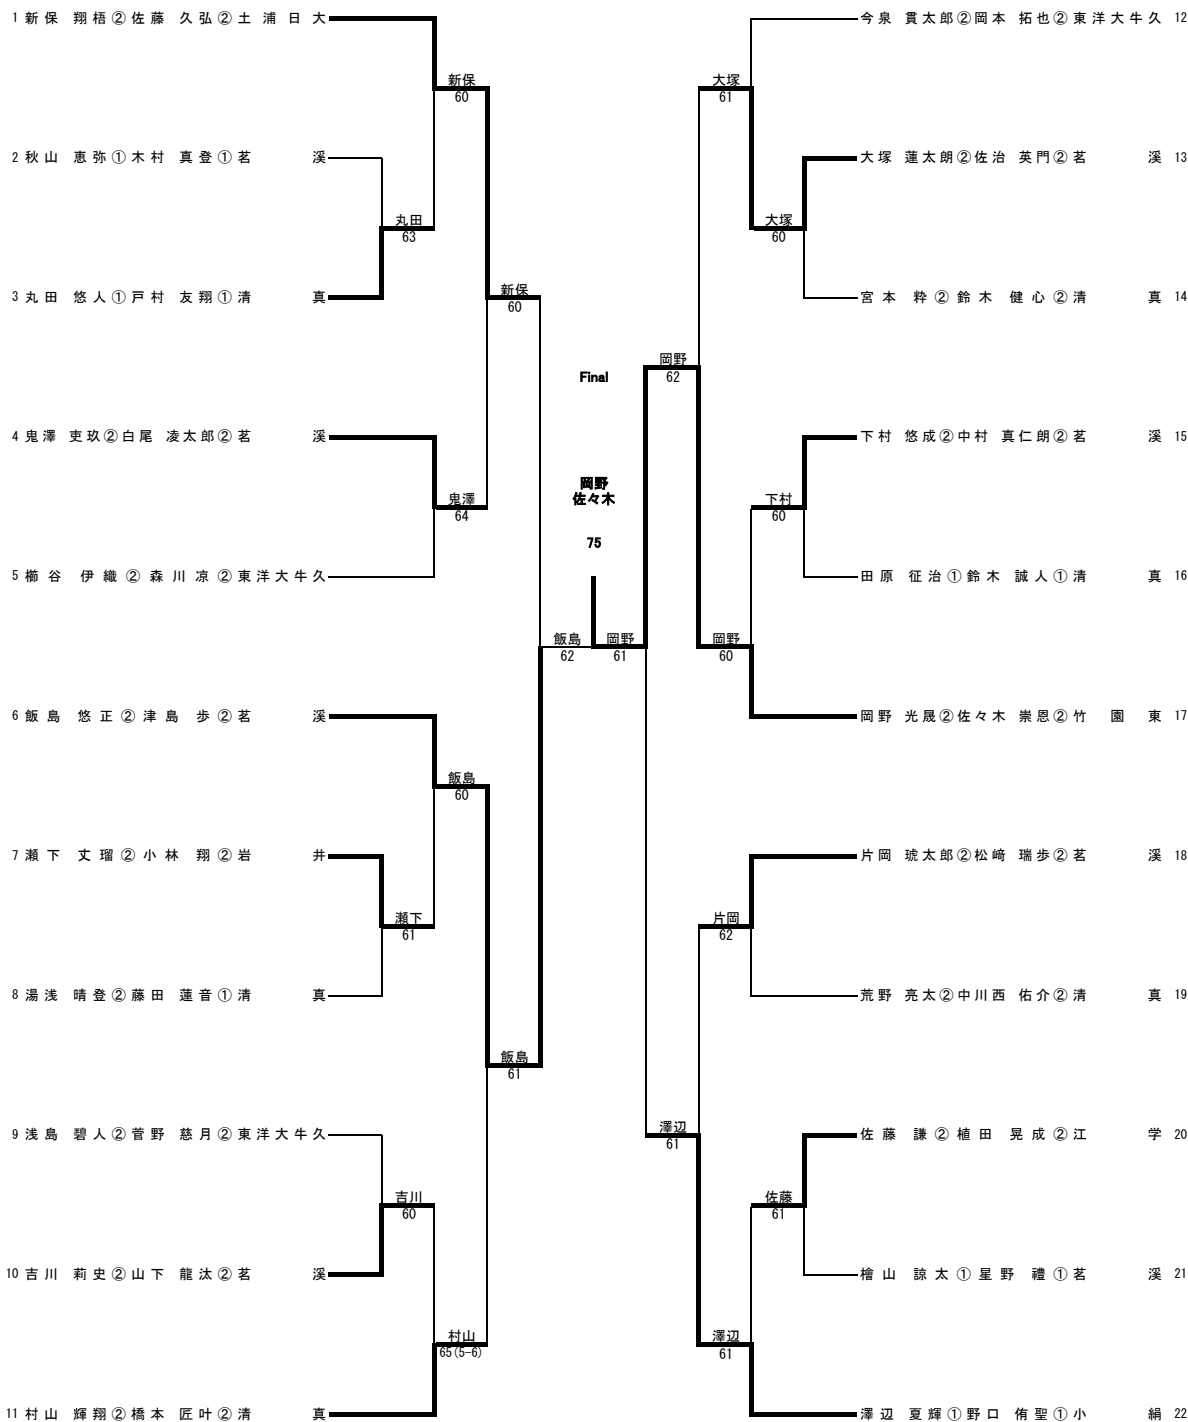 1 新保 翔梧② 佐藤 久弘② 土浦日大
今泉 貫太郎② 岡本 拓也② 東洋大牛久 12
新保
60
大塚
61
2 秋山 恵弥① 木村 真登① 茗溪
大塚 蓮太朗② 佐治 英門② 茗溪 13
丸田
63
大塚
60
3 丸田 悠人① 戸村 友翔① 清真
宮本 粋② 鈴木 健心② 清真 14
新保
60
岡野
62
Final
4 鬼澤 吏玖② 白尾 凌太郎② 茗溪
下村 悠成② 中村 真仁朗② 茗溪 15
鬼澤
64
岡野
佐々木
75
下村
60
5 櫛谷 伊織② 森川 凉② 東洋大牛久
田原 征治① 鈴木 誠人① 清真 16
飯島
62
岡野
61
岡野
60
6 飯島 悠正② 津島 歩② 茗溪
岡野 光晟② 佐々木 崇恩② 竹園東 17
飯島
60
7 瀬下 丈瑠② 小林 翔② 岩井
片岡 琥太郎② 松﨑 瑞歩② 茗溪 18
瀬下
61
片岡
62
8 湯浅 晴登② 藤田 蓮音① 清真
荒野 亮太② 中川西 佑介② 清真 19
飯島
61
9 浅島 碧人② 菅野 慈月② 東洋大牛久
澤辺
61
佐藤 謙② 植田 晃成② 江学 20
吉川
60
佐藤
61
10 吉川 莉史② 山下 龍汰② 茗溪
檜山 諒太① 星野 禮① 茗溪 21
村山
65(5-6)
澤辺
61
11 村山 輝翔② 橋本 匠叶② 清真
澤辺 夏輝① 野口 侑聖① 小絹 22